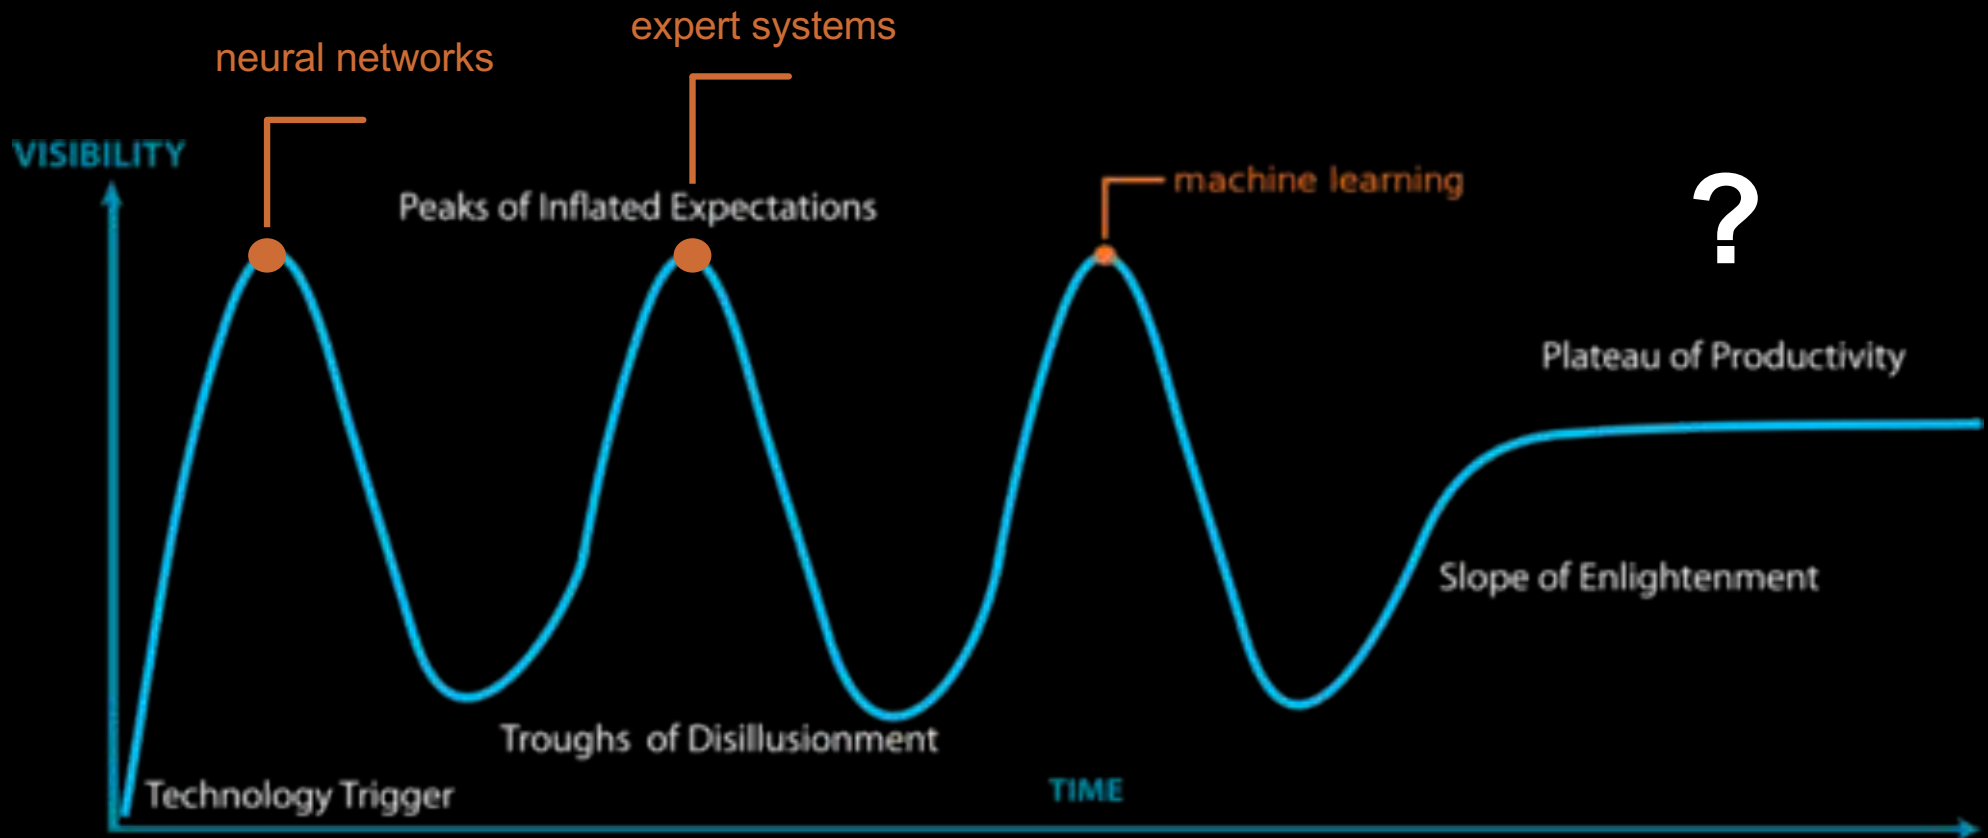 expert systems
neural networks
VISIBILITY
machine learning
Peaks of Inflated Expectations
?
Plateau of Productivity
Slope of Enlightenment
Troughs of Disillusionment
TIME
Technology Trigger